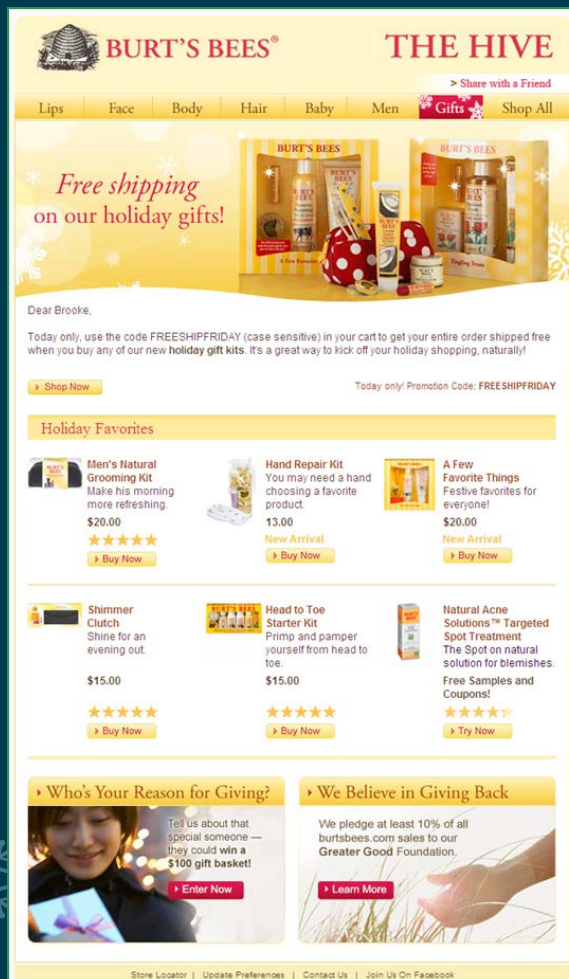 BURT'S BEES® THE HIVE
> Share with a Friend
Lips Face Body Hair Baby Men Gifts Shop All
BURT'S BEES BURT'S BEES
Free shipping
on our holiday gifts!
A Few Favorite
Tingling Treats
Dear Brooke,
Today only, use the code FREESHIPFRIDAY (case sensitive) in your cart to get your entire order shipped free
when you buy any of our new holiday gift kits. It's a great way to kick off your holiday shopping, naturally!
Shop Now
Today only! Promotion Code: FREESHIPFRIDAY
Holiday Favorites
Men's Natural
Grooming Kit
Make his morning
more refreshing.
$20.00
Buy Now
Hand Repair Kit
You may need a hand
choosing a favorite
product.
13.00
New Arrival
Buy Now
A Few
Favorite Things
Festive favorites for
everyone!
$20.00
New Arrival
Buy Now
Shimmer
Clutch
Shine for an
evening out.
$15.00
Buy Now
BURT'S BEES
Head to Toe
Starter Kit
Primp and pamper
yourself from head to
toe.
$15.00
Buy Now
Natural Acne
Solutions™ Targeted
Spot Treatment
The Spot on natural
solution for blemishes.
Free Samples and
Coupons!
Try Now
Who's Your Reason for Giving?
Tell us about that
special someone —
they could win a
$100 gift basket!
Enter Now
We Believe in Giving Back
We pledge at least 10% of all
burtsbees.com sales to our
Greater Good Foundation.
Learn More
Store Locator | Update Preferences | Contact Us | Join Us On Facebook